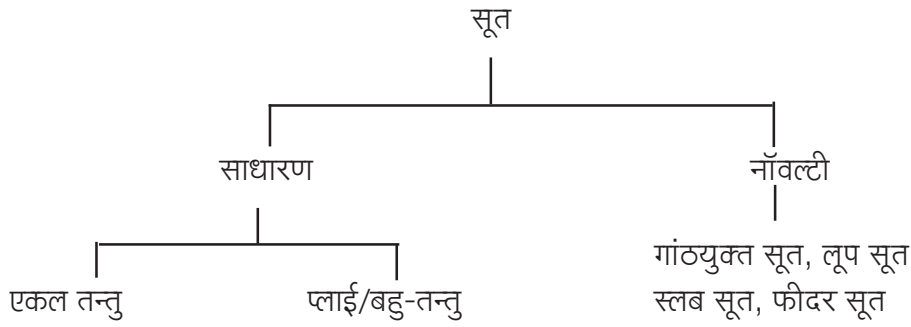 सूत
साधारण
नॉवल्टी
गांठयुक्त सूत, लूप सूत
स्लब सूत, फीदर सूत
एकल तन्तु
प्लाई/बहु-तन्तु